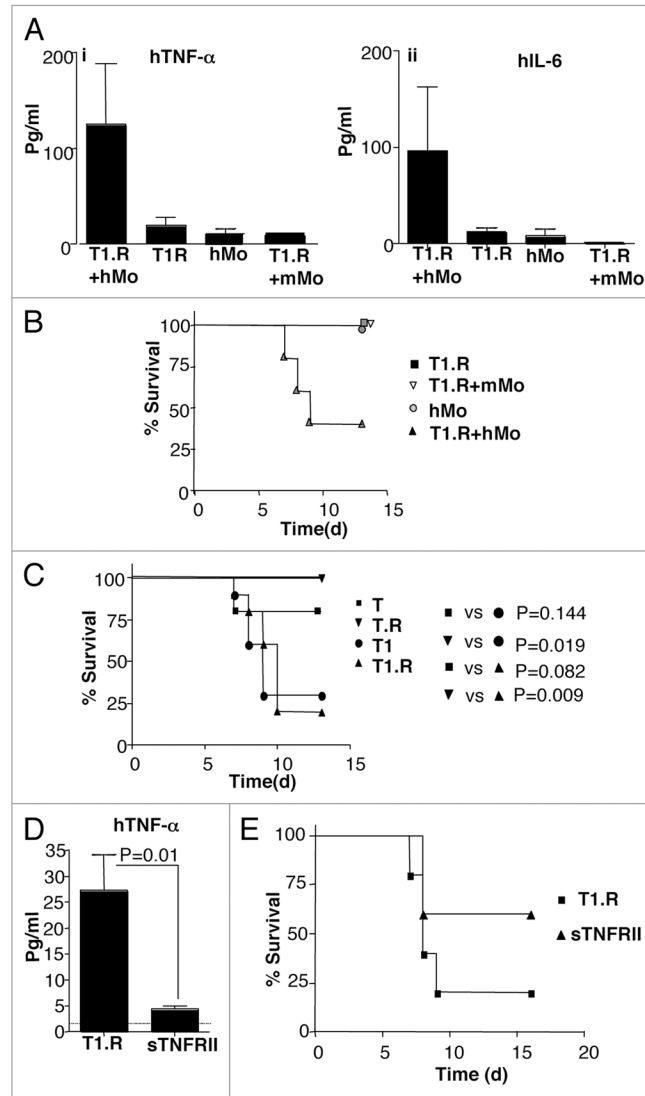 A
i
hTNF-α
Pg/ml
200
100
0
T1.R +hMo
T1R
hMo
T1.R +mMo
ii
hIL-6
Pg/ml
200
100
0
T1.R +hMo
T1.R
hMo
T1.R +mMo
B
% Survival
100
75
50
25
0
0
5
10
15
Time(d)
T1.R
T1.R+mMo
hMo
T1.R+hMo
C
% Survival
100
75
50
25
0
0
5
10
15
Time(d)
T
T.R
T1
T1.R
vs P=0.144
vs P=0.019
vs P=0.082
vs P=0.009
D
hTNF-α
Pg/ml
35
30
25
20
15
10
5
0
P=0.01
T1.R
sTNFRII
E
% Survival
100
75
50
25
0
0
5
10
15
20
Time (d)
T1.R
sTNFRII